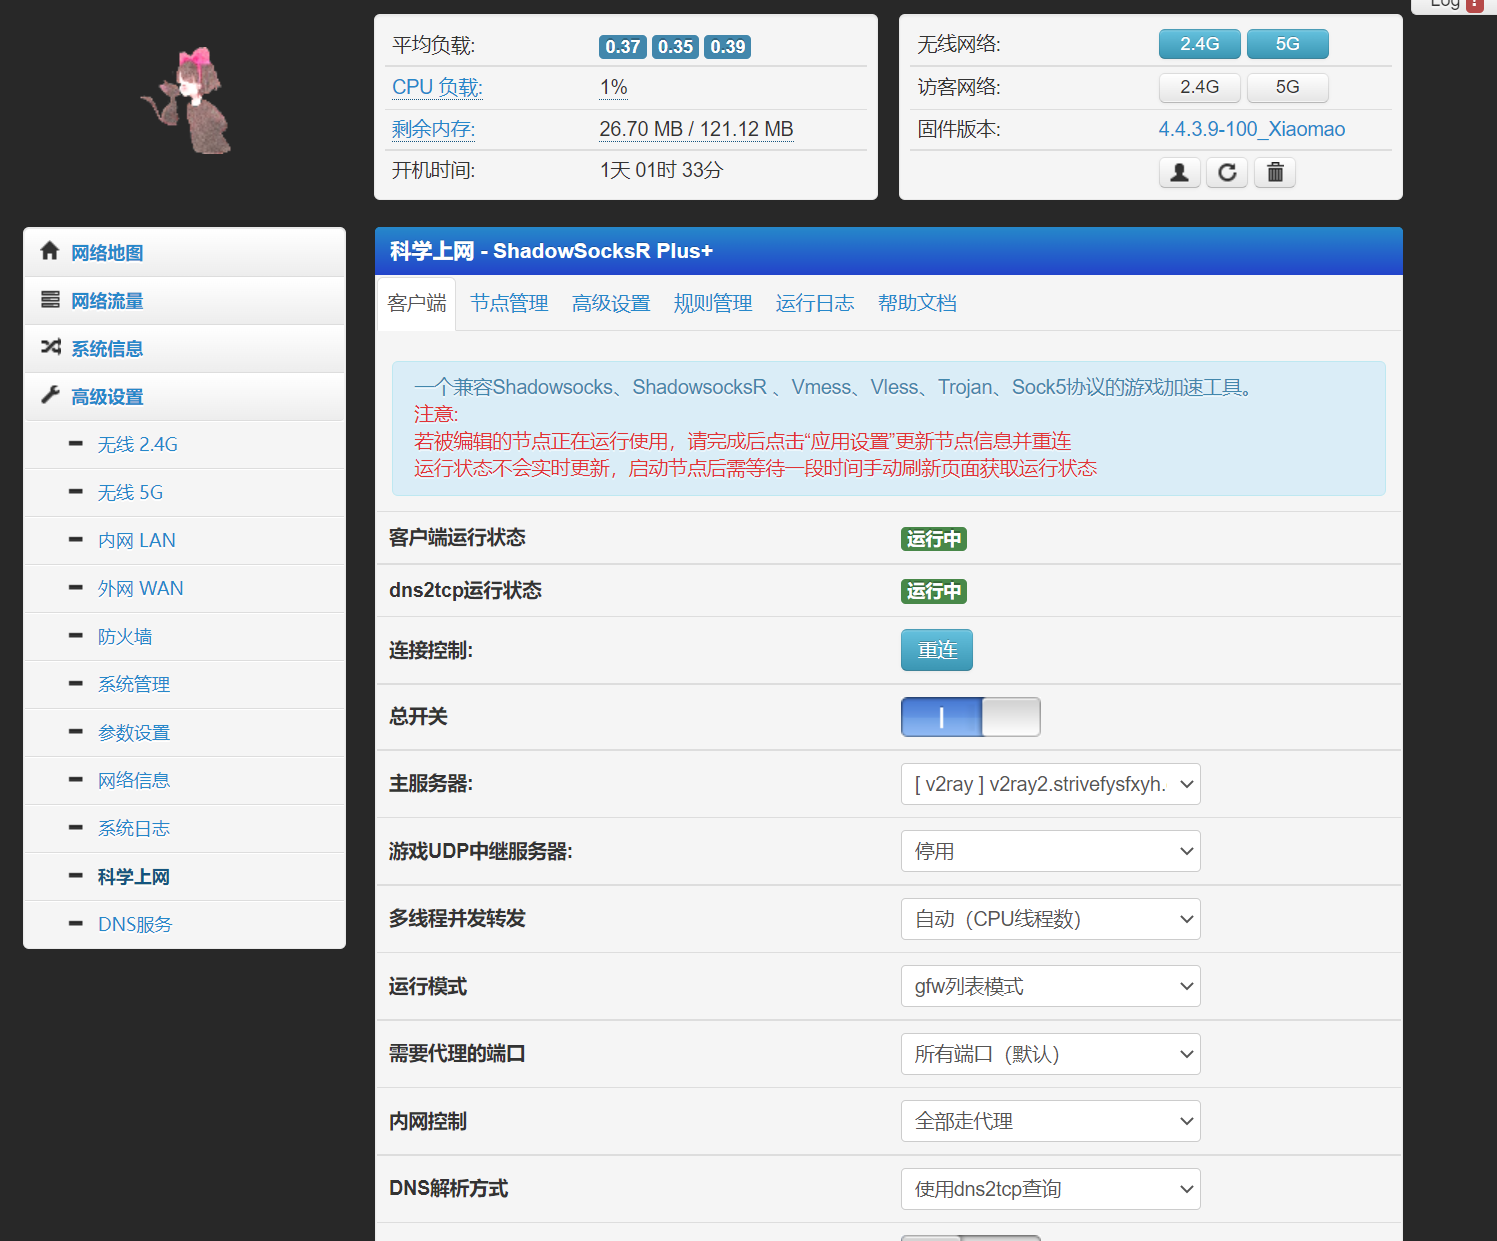 Log
平均负载: 0.37 0.35 0.39
CPU 负载: 1%
剩余内存: 26.70 MB / 121.12 MB
开机时间: 1天 01时 33分
无线网络: 2.4G 5G
访客网络: 2.4G 5G
固件版本: 4.4.3.9-100_Xiaomao
网络地图
网络流量
系统信息
高级设置
无线 2.4G
无线 5G
内网 LAN
外网 WAN
防火墙
系统管理
参数设置
网络信息
系统日志
科学上网
DNS服务
科学上网 - ShadowSocksR Plus+
客户端 节点管理 高级设置 规则管理 运行日志 帮助文档
一个兼容Shadowsocks、ShadowsocksR 、Vmess、Vless、Trojan、Sock5协议的游戏加速工具。
注意:
若被编辑的节点正在运行使用，请完成后点击“应用设置”更新节点信息并重连
运行状态不会实时更新，启动节点后需等待一段时间手动刷新页面获取运行状态
客户端运行状态 运行中
dns2tcp运行状态 运行中
连接控制: 重连
总开关
主服务器: [ v2ray ] v2ray2.strivefysfxyh.
游戏UDP中继服务器: 停用
多线程并发转发 自动（CPU线程数）
运行模式 gfw列表模式
需要代理的端口 所有端口（默认）
内网控制 全部走代理
DNS解析方式 使用dns2tcp查询